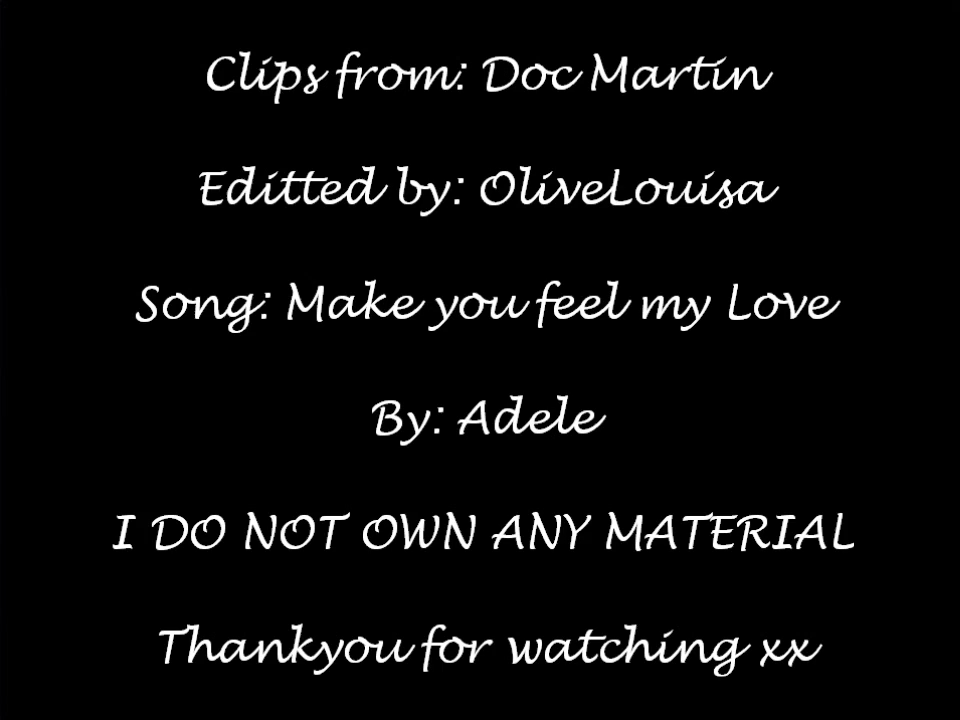 Clips from: Doc Martin
Editted by: OliveLouisa
Song: Make you feel my Love
By: Adele
I DO NOT OWN ANY MATERIAL
Thankyou for watching xx